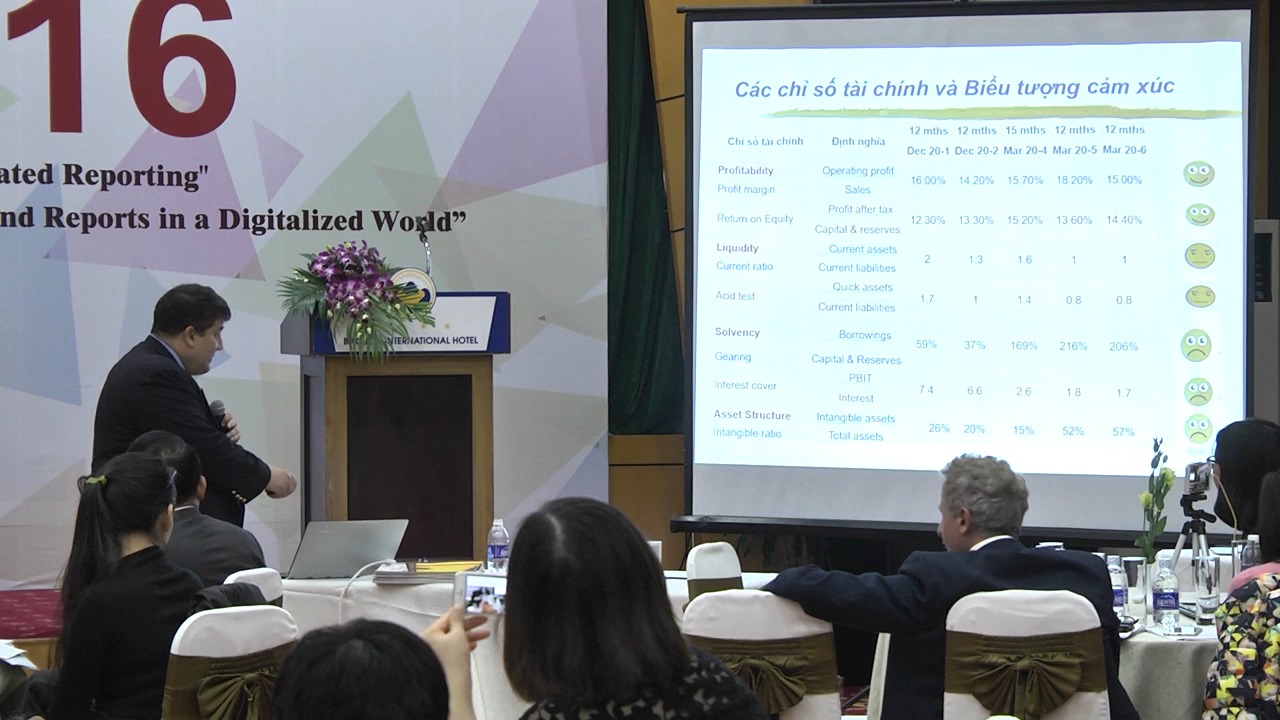 16
ated Reporting"
nd Reports in a Digitalized World”
INTERNATIONAL HOTEL
Các chỉ số tài chính và Biểu tượng cảm xúc
Chỉ số tài chính Định nghĩa 12 mths 12 mths 15 mths 12 mths 12 mths
Dec 20-1 Dec 20-2 Mar 20-4 Mar 20-5 Mar 20-6
Profitability Operating profit
Profit margin Sales 16.00% 14.20% 15.70% 18.20% 15.00%
Return on Equity Profit after tax 12.30% 13.30% 15.20% 13.60% 14.40%
Capital & reserves
Liquidity Current assets
Current ratio Current liabilities 2 1.3 1.6 1 1
Acid test Quick assets 1.7 1 1.4 0.8 0.8
Current liabilities
Solvency Borrowings
Gearing Capital & Reserves 59% 37% 169% 216% 206%
Interest cover PBIT 7.4 6.6 2.6 1.8 1.7
Interest
Asset Structure Intangible assets
Intangible ratio Total assets 26% 20% 15% 52% 57%